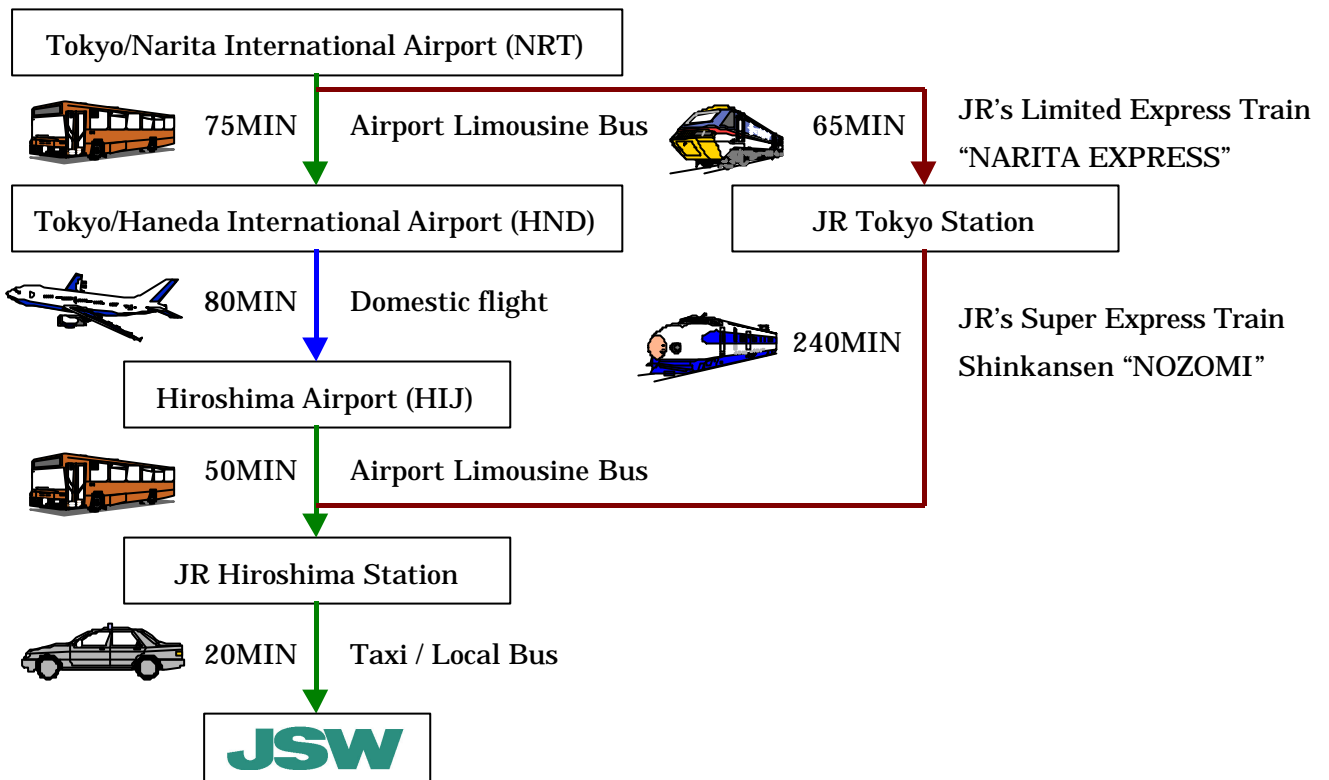 Tokyo/Narita International Airport (NRT)
75MIN
Airport Limousine Bus
65MIN
JR’s Limited Express Train
“NARITA EXPRESS”
Tokyo/Haneda International Airport (HND)
JR Tokyo Station
80MIN
Domestic flight
240MIN
JR’s Super Express Train
Shinkansen “NOZOMI”
Hiroshima Airport (HIJ)
50MIN
Airport Limousine Bus
JR Hiroshima Station
20MIN
Taxi / Local Bus
JSW